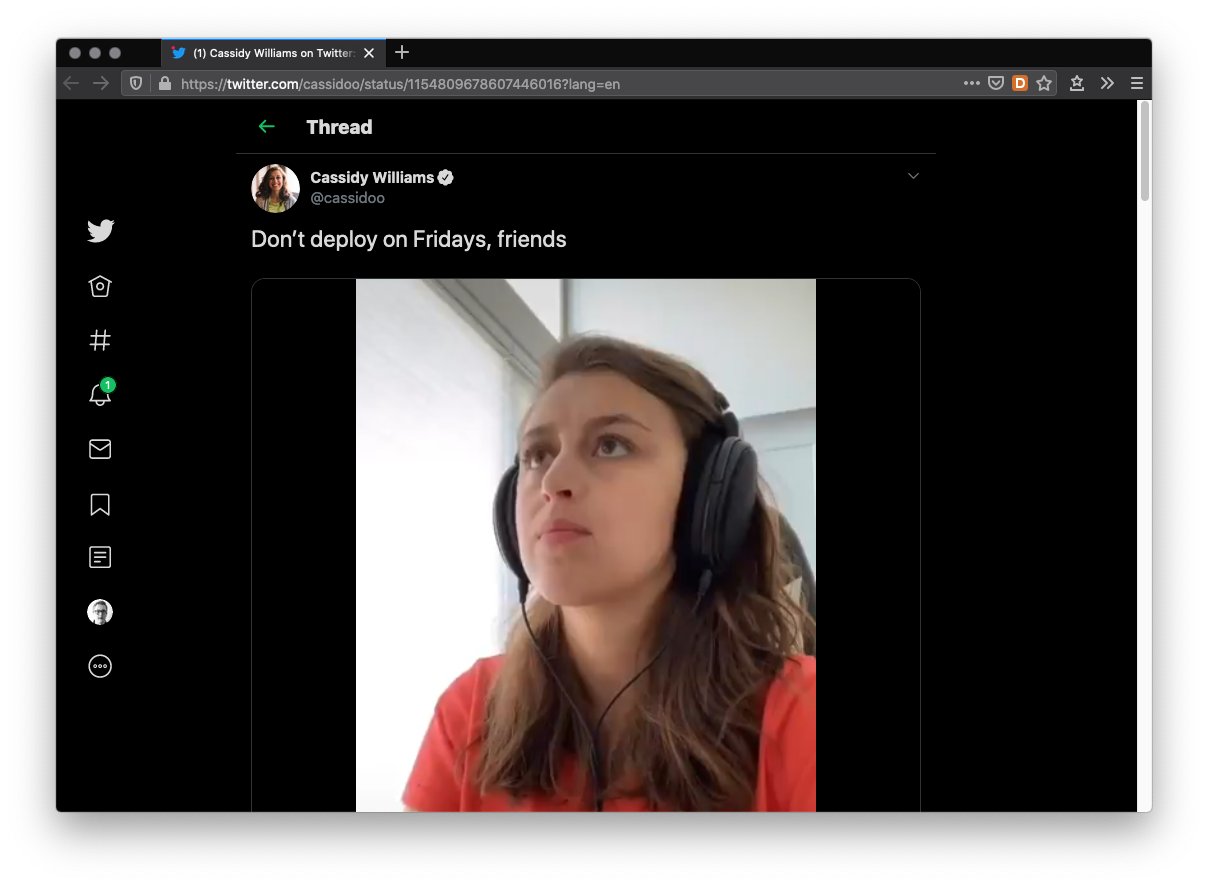 (1) Cassidy Williams on Twitter:
https://twitter.com/cassidoo/status/1154809678607446016?lang=en
D
Thread
Cassidy Williams
@cassidoo
Don’t deploy on Fridays, friends
1